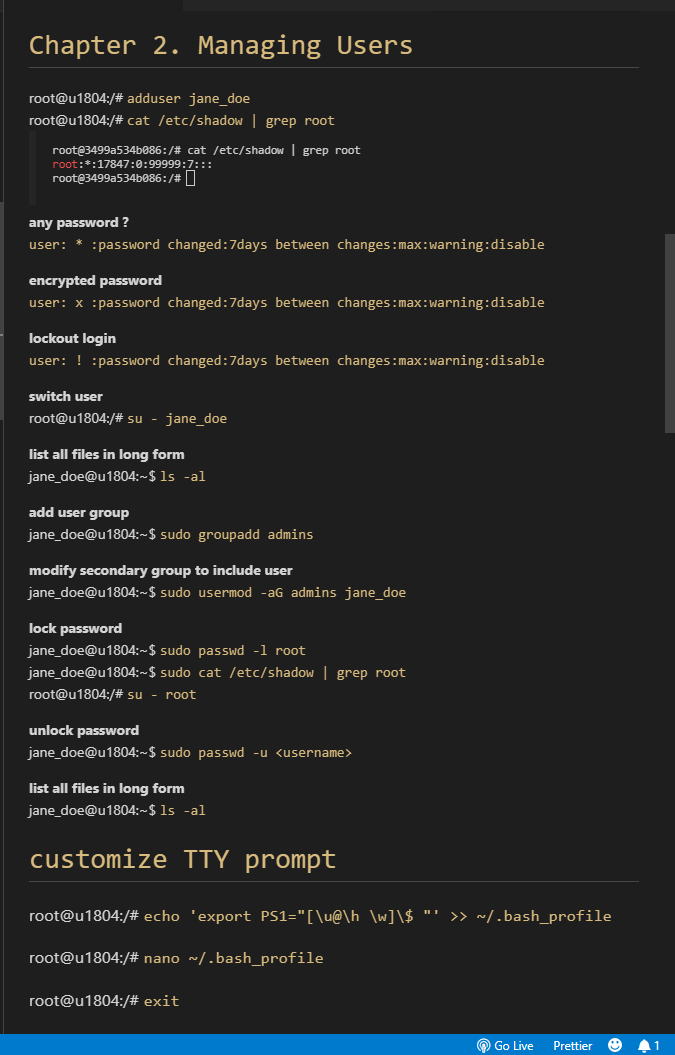 Chapter 2. Managing Users
root@u1804:/# adduser jane_doe
root@u1804:/# cat /etc/shadow | grep root
root@3499a534b086:/# cat /etc/shadow | grep root
root:*:17847:0:99999:7:::
root@3499a534b086:/#
any password ?
user: * :password changed:7days between changes:max:warning:disable
encrypted password
user: x :password changed:7days between changes:max:warning:disable
lockout login
user: ! :password changed:7days between changes:max:warning:disable
switch user
root@u1804:/# su - jane_doe
list all files in long form
jane_doe@u1804:~$ ls -al
add user group
jane_doe@u1804:~$ sudo groupadd admins
modify secondary group to include user
jane_doe@u1804:~$ sudo usermod -aG admins jane_doe
lock password
jane_doe@u1804:~$ sudo passwd -l root
jane_doe@u1804:~$ sudo cat /etc/shadow | grep root
root@u1804:/# su - root
unlock password
jane_doe@u1804:~$ sudo passwd -u <username>
list all files in long form
jane_doe@u1804:~$ ls -al
customize TTY prompt
root@u1804:/# echo 'export PS1="[\u@\h \w]\$ "' >> ~/.bash_profile
root@u1804:/# nano ~/.bash_profile
root@u1804:/# exit
Go Live Prettier 1